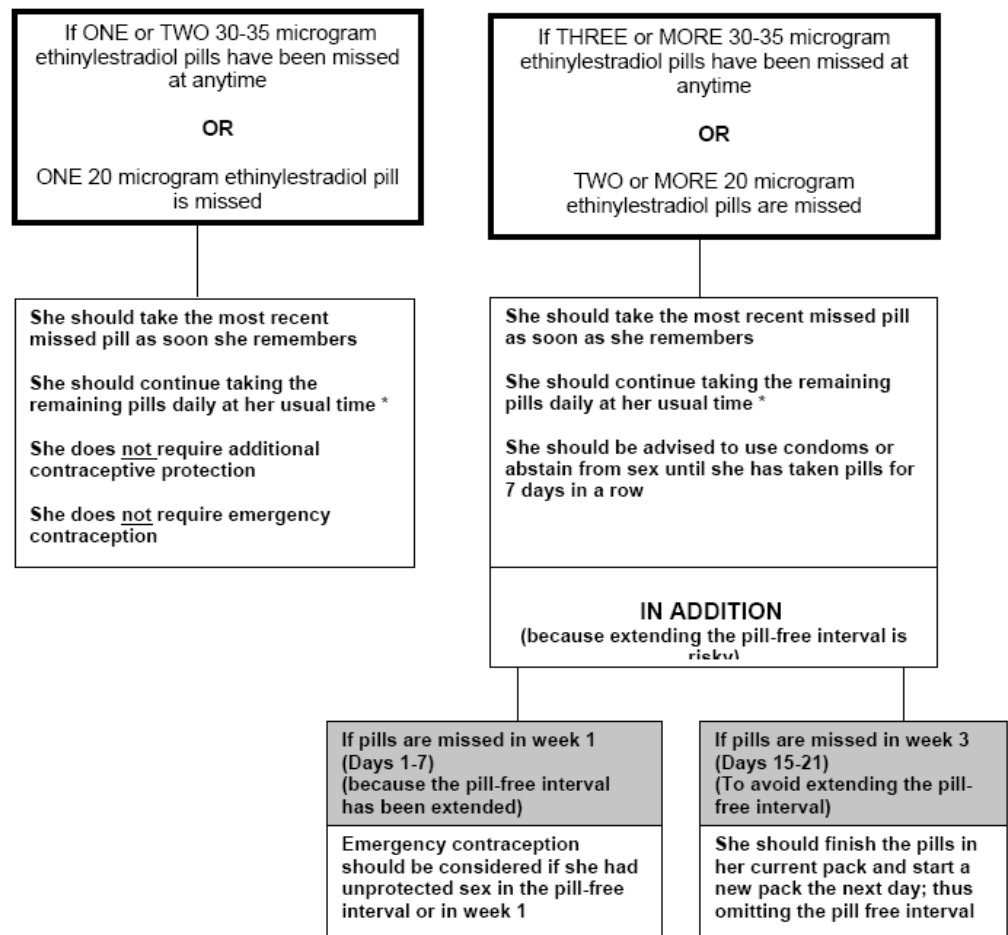 If ONE or TWO 30-35 microgram
ethinylestradiol pills have been missed
at anytime
OR
ONE 20 microgram ethinylestradiol pill
is missed
If THREE or MORE 30-35 microgram
ethinylestradiol pills have been missed at
anytime
OR
TWO or MORE 20 microgram
ethinylestradiol pills are missed
She should take the most recent
missed pill as soon she remembers
She should continue taking the
remaining pills daily at her usual time *
She does not require additional
contraceptive protection
She does not require emergency
contraception
She should take the most recent missed pill
as soon as she remembers
She should continue taking the remaining
pills daily at her usual time *
She should be advised to use condoms or
abstain from sex until she has taken pills for
7 days in a row
IN ADDITION
(because extending the pill-free interval is
risky)
If pills are missed in week 1
(Days 1-7)
(because the pill-free interval
has been extended)
Emergency contraception
should be considered if she had
unprotected sex in the pill-free
interval or in week 1
If pills are missed in week 3
(Days 15-21)
(To avoid extending the pill-
free interval)
She should finish the pills in
her current pack and start a
new pack the next day; thus
omitting the pill free interval